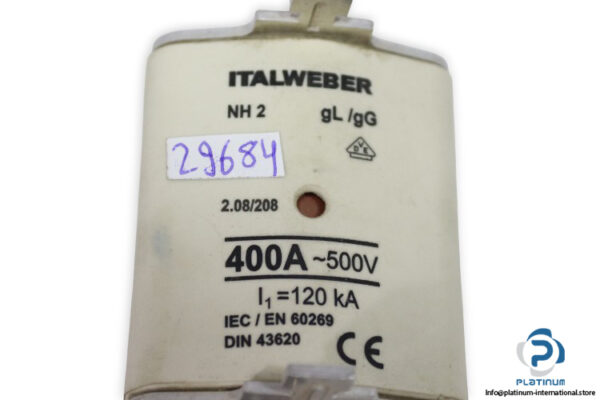 ITALWEBER
NH 2 gL /gG
29684
VDE
2.08/208
400A ~500V
I₁ =120 kA
IEC / EN 60269
DIN 43620 CE
PLATINUM
Info@platinum-international.store